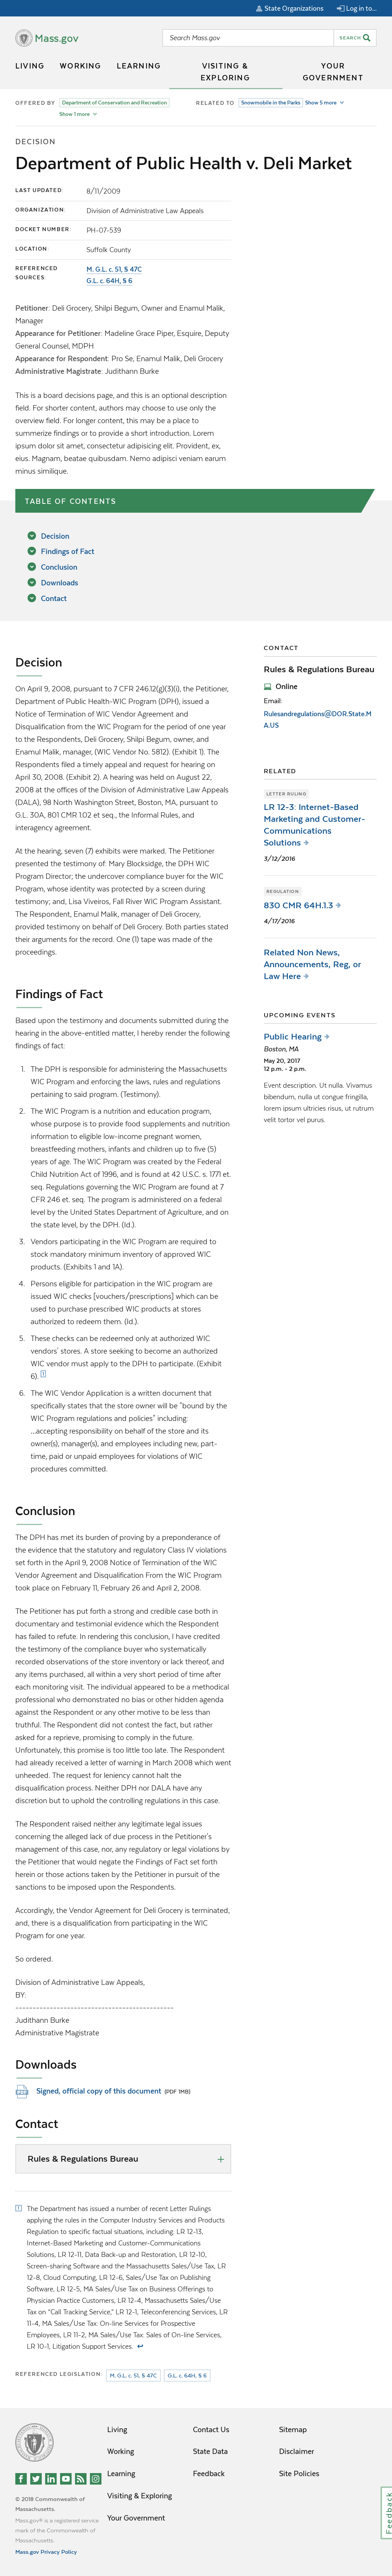 State Organizations
Log in to...
Mass.gov
Search Mass.gov
SEARCH
LIVING
WORKING
LEARNING
VISITING &
EXPLORING
YOUR
GOVERNMENT
OFFERED BY
Department of Conservation and Recreation
Show 1 more
RELATED TO
Snowmobile in the Parks
Show 5 more
DECISION
Department of Public Health v. Deli Market
LAST UPDATED: 8/11/2009
ORGANIZATION: Division of Administrative Law Appeals
DOCKET NUMBER: PH-07-539
LOCATION: Suffolk County
REFERENCED
SOURCES:
M. G.L. c. 51, § 47C
G.L. c. 64H, § 6
Petitioner: Deli Grocery, Shilpi Begum, Owner and Enamul Malik,
Manager
Appearance for Petitioner: Madeline Grace Piper, Esquire, Deputy
General Counsel, MDPH
Appearance for Respondent: Pro Se, Enamul Malik, Deli Grocery
Administrative Magistrate: Judithann Burke
This is a board decisions page, and this is an optional description
field. For shorter content, authors may choose to use only the
overview field. For longer content, this may be a place to
summerize findings or to provide a short introduction. Lorem
ipsum dolor sit amet, consectetur adipisicing elit. Provident, ex,
eius. Magnam, beatae quibusdam. Nemo adipisci veniam earum
minus similique.
TABLE OF CONTENTS
Decision
Findings of Fact
Conclusion
Downloads
Contact
Decision
On April 9, 2008, pursuant to 7 CFR 246.12(g)(3)(i), the Petitioner,
Department of Public Health-WIC Program (DPH), issued a
Notice of Termination of WIC Vendor Agreement and
Disqualification from the WIC Program for the period of one year
to the Respondents, Deli Grocery, Shilpi Begum, owner, and
Enamul Malik, manager, (WIC Vendor No. 5812). (Exhibit 1). The
Respondents filed a timely appeal and request for hearing on
April 30, 2008. (Exhibit 2). A hearing was held on August 22,
2008 at the offices of the Division of Administrative Law Appeals
(DALA), 98 North Washington Street, Boston, MA, pursuant to
G.L. 30A, 801 CMR 1.02 et seq., the Informal Rules, and
interagency agreement.
At the hearing, seven (7) exhibits were marked. The Petitioner
presented the testimony of: Mary Blocksidge, the DPH WIC
Program Director; the undercover compliance buyer for the WIC
Program, whose identity was protected by a screen during
testimony; and, Lisa Viveiros, Fall River WIC Program Assistant.
The Respondent, Enamul Malik, manager of Deli Grocery,
provided testimony on behalf of Deli Grocery. Both parties stated
their argument for the record. One (1) tape was made of the
proceedings.
Findings of Fact
Based upon the testimony and documents submitted during the
hearing in the above-entitled matter, I hereby render the following
findings of fact:
1. The DPH is responsible for administering the Massachusetts
WIC Program and enforcing the laws, rules and regulations
pertaining to said program. (Testimony).
2. The WIC Program is a nutrition and education program,
whose purpose is to provide food supplements and nutrition
information to eligible low-income pregnant women,
breastfeeding mothers, infants and children up to five (5)
years of age. The WIC Program was created by the Federal
Child Nutrition Act of 1996, and is found at 42 U.S.C. s. 1771 et.
seq. Regulations governing the WIC Program are found at 7
CFR 246 et. seq. The program is administered on a federal
level by the United States Department of Agriculture, and on
the state level, by the DPH. (Id.).
3. Vendors participating in the WIC Program are required to
stock mandatory minimum inventory of approved WIC
products. (Exhibits 1 and 1A).
4. Persons eligible for participation in the WIC program are
issued WIC checks [vouchers/prescriptions] which can be
used to purchase prescribed WIC products at stores
authorized to redeem them. (Id.).
5. These checks can be redeemed only at authorized WIC
vendors' stores. A store seeking to become an authorized
WIC vendor must apply to the DPH to participate. (Exhibit
6). [1]
6. The WIC Vendor Application is a written document that
specifically states that the store owner will be "bound by the
WIC Program regulations and policies" including:
...accepting responsibility on behalf of the store and its
owner(s), manager(s), and employees including new, part-
time, paid or unpaid employees for violations of WIC
procedures committed.
Conclusion
The DPH has met its burden of proving by a preponderance of
the evidence that the statutory and regulatory Class IV violations
set forth in the April 9, 2008 Notice of Termination of the WIC
Vendor Agreement and Disqualification From the WIC Program
took place on February 11, February 26 and April 2, 2008.
The Petitioner has put forth a strong and credible case both in
documentary and testimonial evidence which the Respondent
has failed to refute. In rendering this conclusion, I have credited
the testimony of the compliance buyer who systematically
recorded observations of the store inventory or lack thereof, and
any items purchased, all within a very short period of time after
each monitoring visit. The individual appeared to be a methodical
professional who demonstrated no bias or other hidden agenda
against the Respondent or any other motive to be less than
truthful. The Respondent did not contest the fact, but rather
asked for a reprieve, promising to comply in the future.
Unfortunately, this promise is too little too late. The Respondent
had already received a letter of warning in March 2008 which went
unheeded. The request for leniency cannot halt the
disqualification process. Neither DPH nor DALA have any
discretion but to uphold the controlling regulations in this case.
The Respondent raised neither any legitimate legal issues
concerning the alleged lack of due process in the Petitioner's
management of this case, nor, any regulatory or legal violations by
the Petitioner that would negate the Findings of Fact set forth
herein or the actions taken by the Petitioner in pursuit of the
sanctions to be imposed upon the Respondents.
Accordingly, the Vendor Agreement for Deli Grocery is terminated,
and, there is a disqualification from participating in the WIC
Program for one year.
So ordered.
Division of Administrative Law Appeals,
BY:
----------------------------------------------
Judithann Burke
Administrative Magistrate
Downloads
Signed, official copy of this document (PDF 1MB)
Contact
Rules & Regulations Bureau
[1] The Department has issued a number of recent Letter Rulings
applying the rules in the Computer Industry Services and Products
Regulation to specific factual situations, including: LR 12-13,
Internet-Based Marketing and Customer-Communications
Solutions, LR 12-11, Data Back-up and Restoration, LR 12-10,
Screen-sharing Software and the Massachusetts Sales/Use Tax, LR
12-8, Cloud Computing, LR 12-6, Sales/Use Tax on Publishing
Software, LR 12-5, MA Sales/Use Tax on Business Offerings to
Physician Practice Customers, LR 12-4, Massachusetts Sales/Use
Tax on "Call Tracking Service," LR 12-1, Teleconferencing Services, LR
11-4, MA Sales/Use Tax: On-line Services for Prospective
Employees, LR 11-2, MA Sales/Use Tax: Sales of On-line Services,
LR 10-1, Litigation Support Services. ↩
REFERENCED LEGISLATION: M. G.L. c. 51, § 47C G.L. c. 64H, § 6
CONTACT
Rules & Regulations Bureau
Online
Email:
Rulesandregulations@DOR.State.M
A.US
RELATED
LETTER RULING
LR 12-3: Internet-Based
Marketing and Customer-
Communications
Solutions
3/12/2016
REGULATION
830 CMR 64H.1.3
4/17/2016
Related Non News,
Announcements, Reg, or
Law Here
UPCOMING EVENTS
Public Hearing
Boston, MA
May 20, 2017
12 p.m. - 2 p.m.
Event description. Ut nulla. Vivamus
bibendum, nulla ut congue fringilla,
lorem ipsum ultricies risus, ut rutrum
velit tortor vel purus.
Living
Working
Learning
Visiting & Exploring
Your Government
Contact Us
State Data
Feedback
Sitemap
Disclaimer
Site Policies
© 2018 Commonwealth of
Massachusetts.
Mass.gov® is a registered service
mark of the Commonwealth of
Massachusetts.
Mass.gov Privacy Policy
Feedback